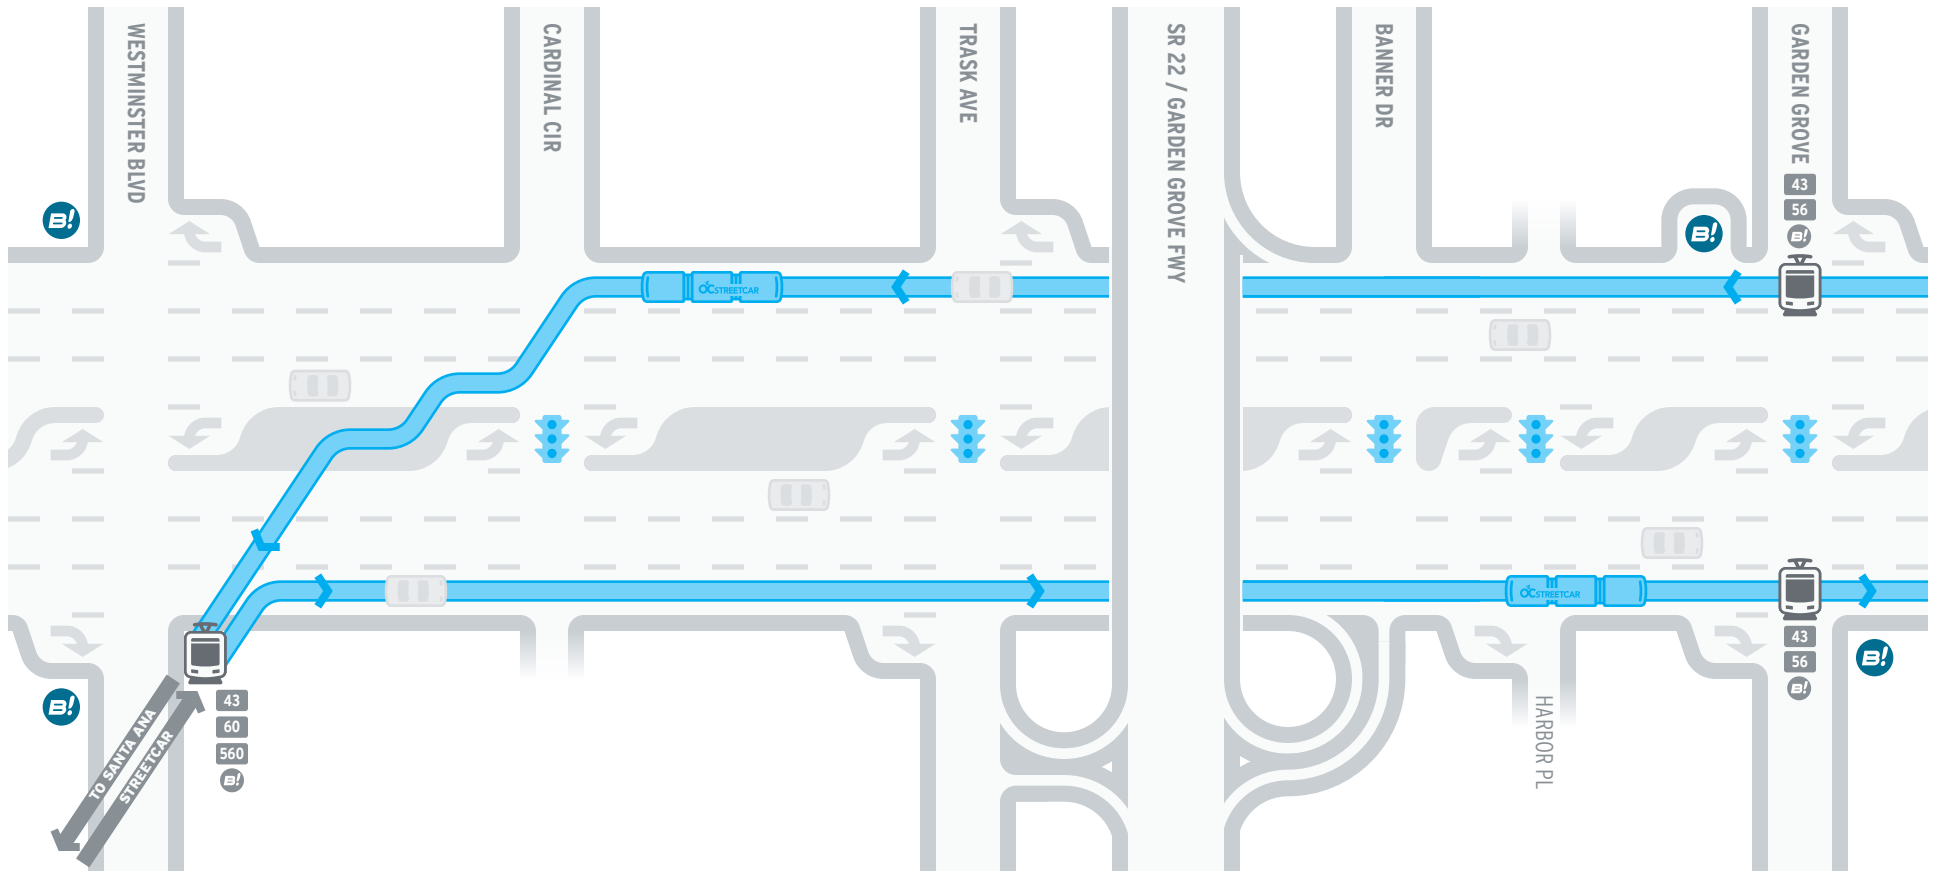 WESTMINSTER BLVD
CARDINAL CIR
TRASK AVE
SR 22 / GARDEN GROVE FWY
BANNER DR
GARDEN GROVE
43
56
B!
B!
B!
OCSTREETCAR
OCSTREETCAR
43
56
B!
B!
B!
43
60
560
B!
TO SANTA ANA
STREETCAR
HARBOR PL